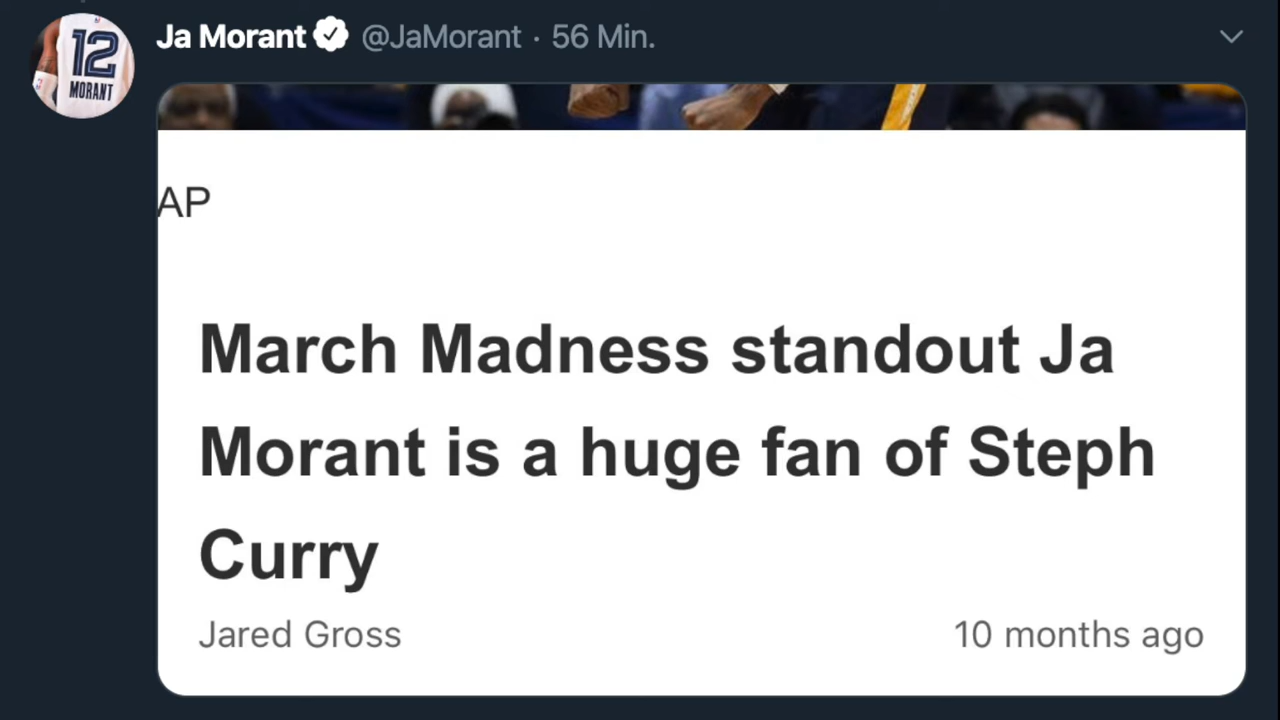 12
MORANT
Ja Morant @JaMorant · 56 Min.
AP
March Madness standout Ja
Morant is a huge fan of Steph
Curry
Jared Gross 10 months ago